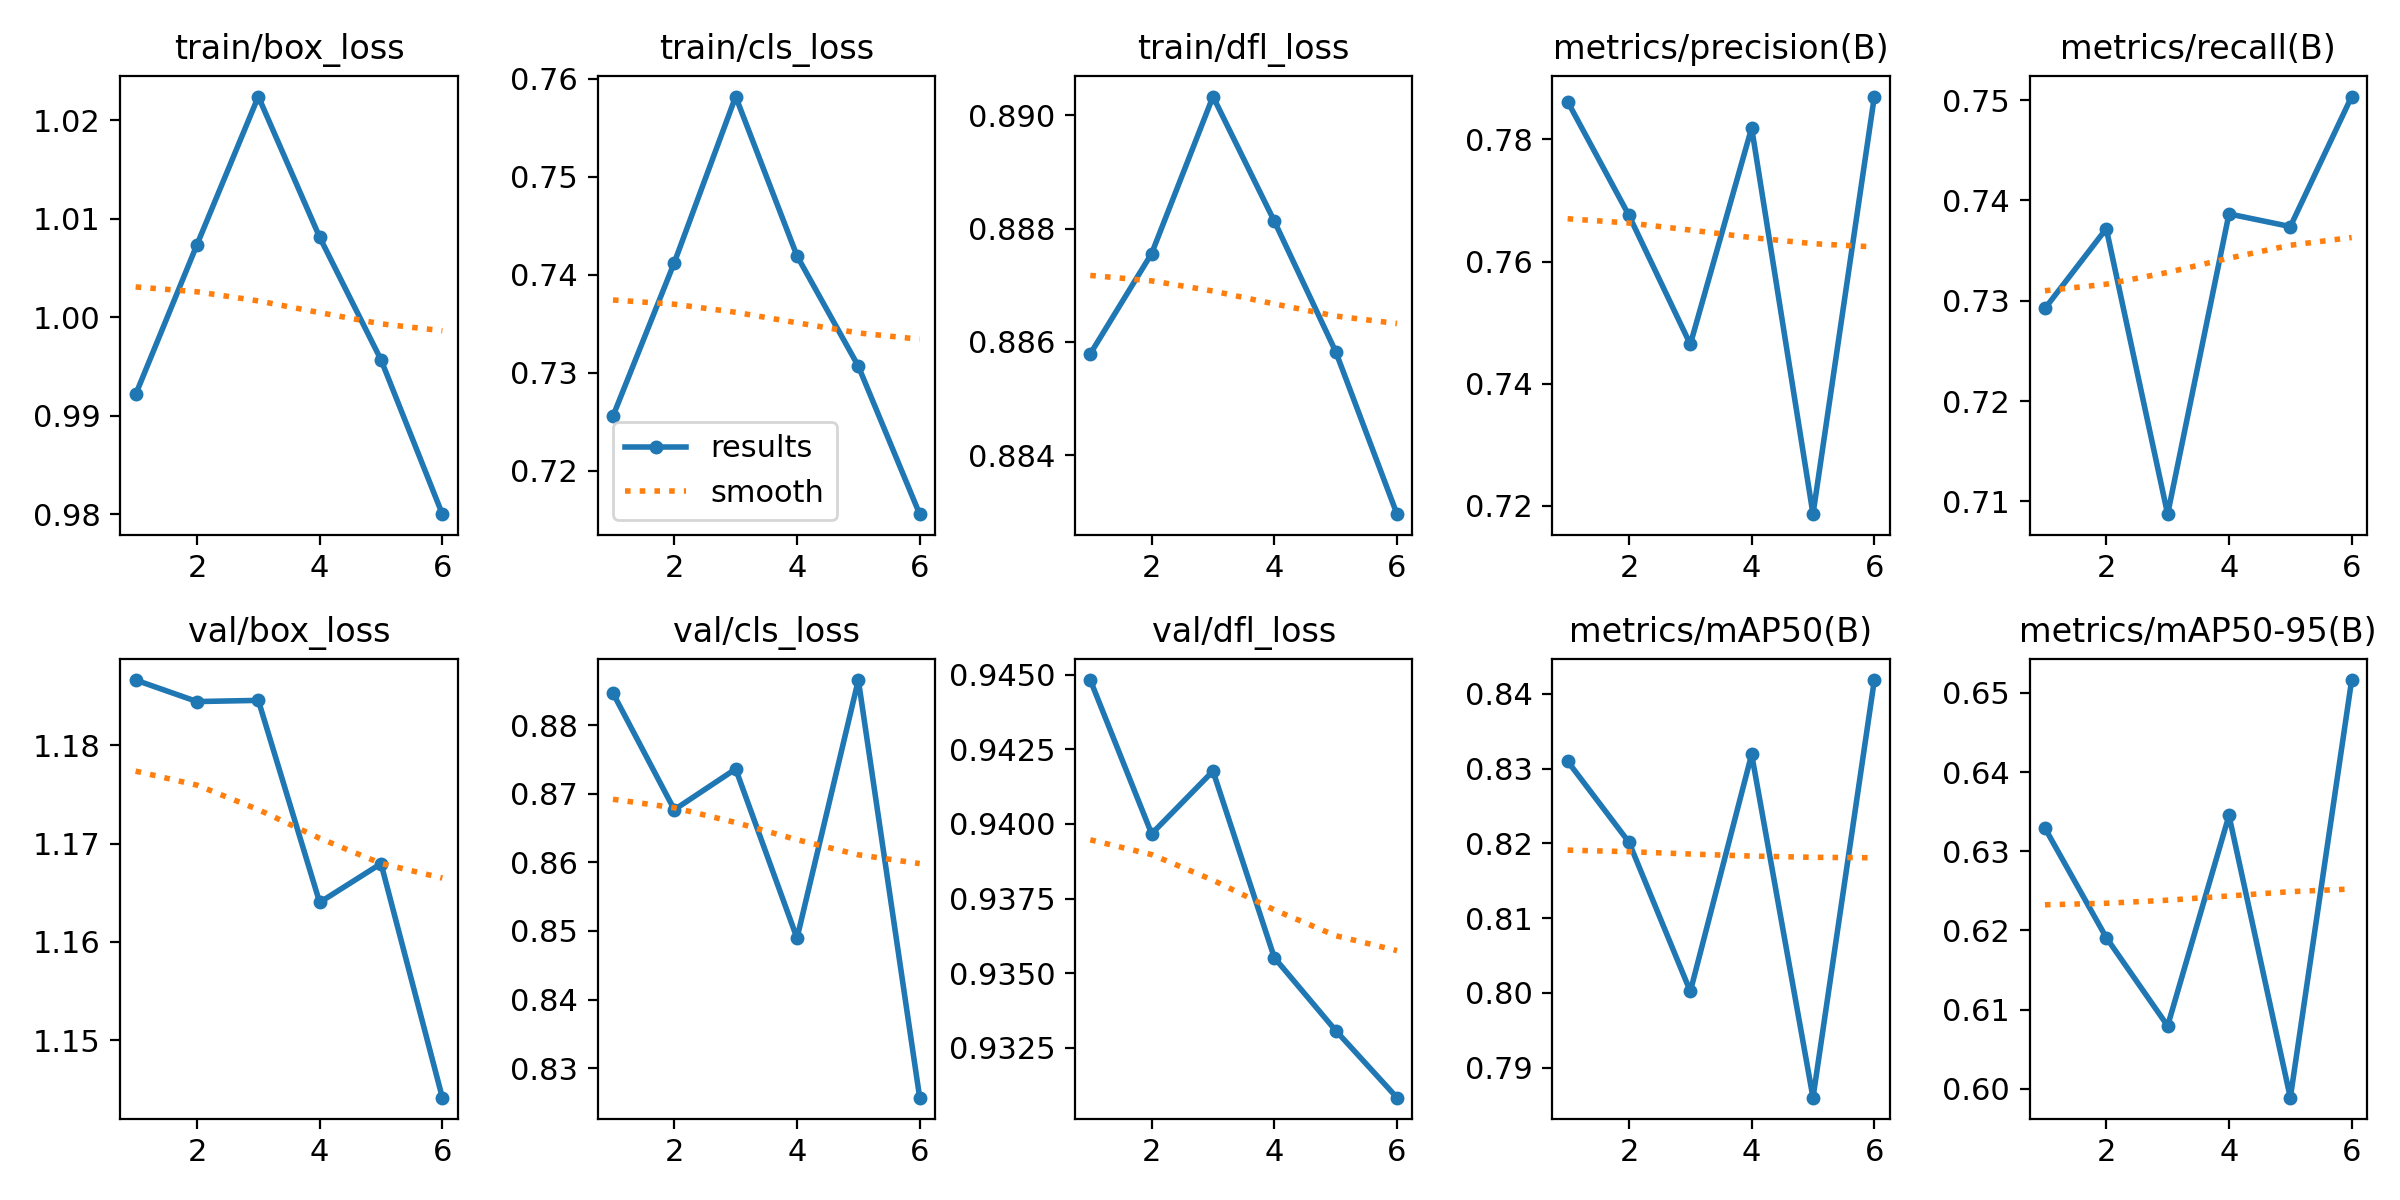 train/box_loss
1.02
1.01
1.00
0.99
0.98
2 4 6
train/cls_loss
0.76
0.75
0.74
0.73
0.72
results
smooth
2 4 6
train/dfl_loss
0.890
0.888
0.886
0.884
2 4 6
metrics/precision(B)
0.78
0.76
0.74
0.72
2 4 6
metrics/recall(B)
0.75
0.74
0.73
0.72
0.71
2 4 6
val/box_loss
1.18
1.17
1.16
1.15
2 4 6
val/cls_loss
0.88
0.87
0.86
0.85
0.84
0.83
2 4 6
val/dfl_loss
0.9450
0.9425
0.9400
0.9375
0.9350
0.9325
2 4 6
metrics/mAP50(B)
0.84
0.83
0.82
0.81
0.80
0.79
2 4 6
metrics/mAP50-95(B)
0.65
0.64
0.63
0.62
0.61
0.60
2 4 6